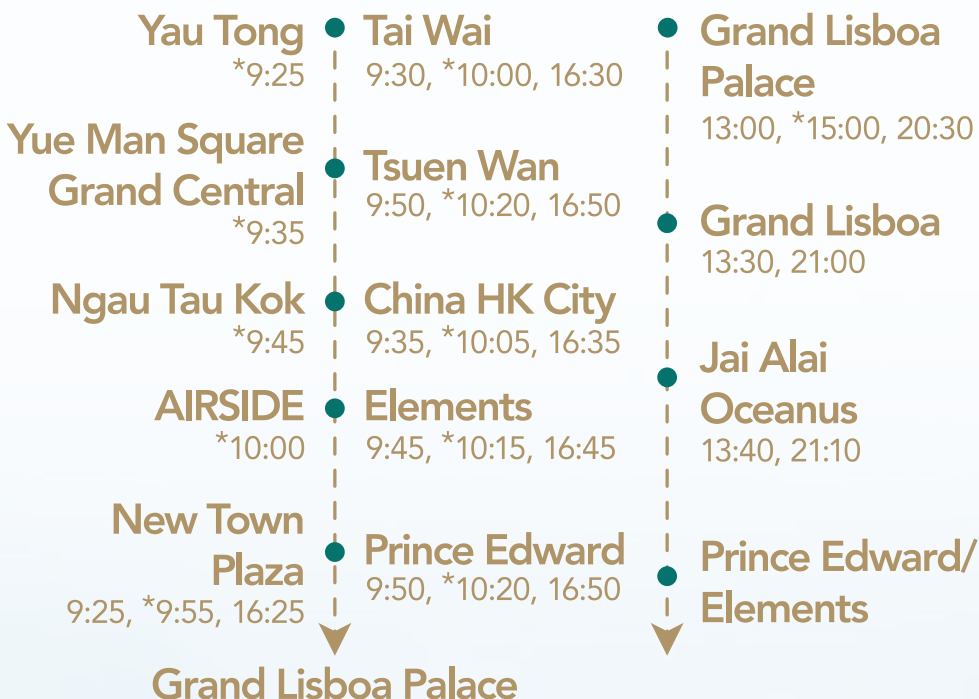 Yau Tong
*9:25
Yue Man Square
Grand Central
*9:35
Ngau Tau Kok
*9:45
AIRSIDE
*10:00
New Town
Plaza
9:25, *9:55, 16:25
Tai Wai
9:30, *10:00, 16:30
Tsuen Wan
9:50, *10:20, 16:50
China HK City
9:35, *10:05, 16:35
Elements
9:45, *10:15, 16:45
Prince Edward
9:50, *10:20, 16:50
Grand Lisboa Palace
Grand Lisboa
Palace
13:00, *15:00, 20:30
Grand Lisboa
13:30, 21:00
Jai Alai
Oceanus
13:40, 21:10
Prince Edward/
Elements